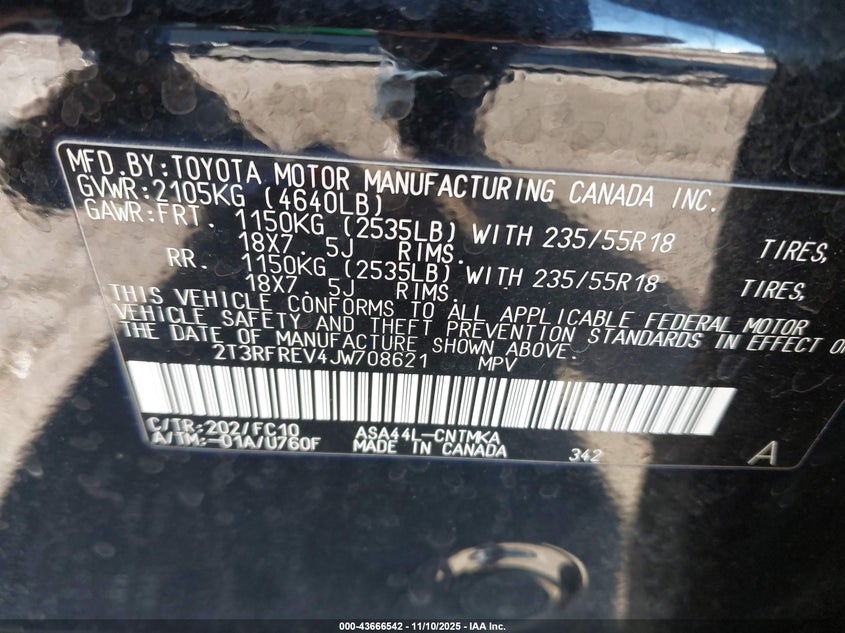 MFD.BY:TOYOTA MOTOR MANUFACTURING CANADA INC.
GVWR:2105KG (4640LB)
GAWR:FRT. 1150KG (2535LB) WITH 235/55R18 TIRES,
18X7.5J RIMS.
RR. 1150KG (2535LB) WITH 235/55R18 TIRES,
18X7.5J RIMS.
THIS VEHICLE CONFORMS TO ALL APPLICABLE FEDERAL MOTOR
VEHICLE SAFETY AND THEFT PREVENTION STANDARDS IN EFFECT ON
THE DATE OF MANUFACTURE SHOWN ABOVE.
2T3RFREV4JW708621 MPV
C/TR:202/FC10 ASA44L-CNTMKA
A/TM:-01A/U760F MADE IN CANADA 342 A
000-43666542 - 11/10/2025 - IAA Inc.